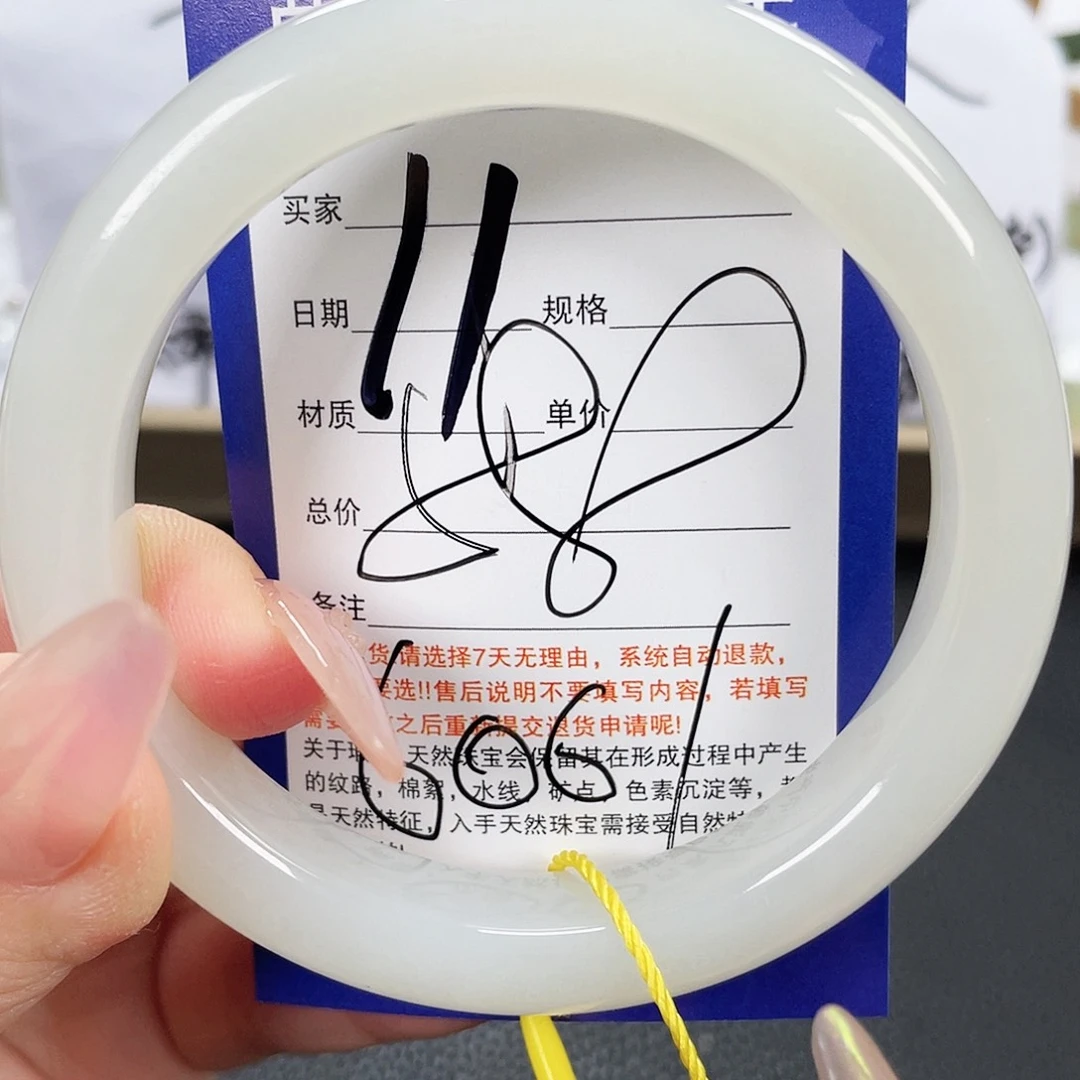 买家
日期 规格
材质 单价
总价
备注
11
88
606/
货请选择7天无理由，系统自动退款，
要选!!售后说明不要填写内容，若填写
需要 之后重新提交退货申请呢!
关于 天然珠宝会保留其在形成过程中产生
的纹路，棉絮，水线，矿点，色素沉淀等，
是天然特征，入手天然珠宝需接受自然